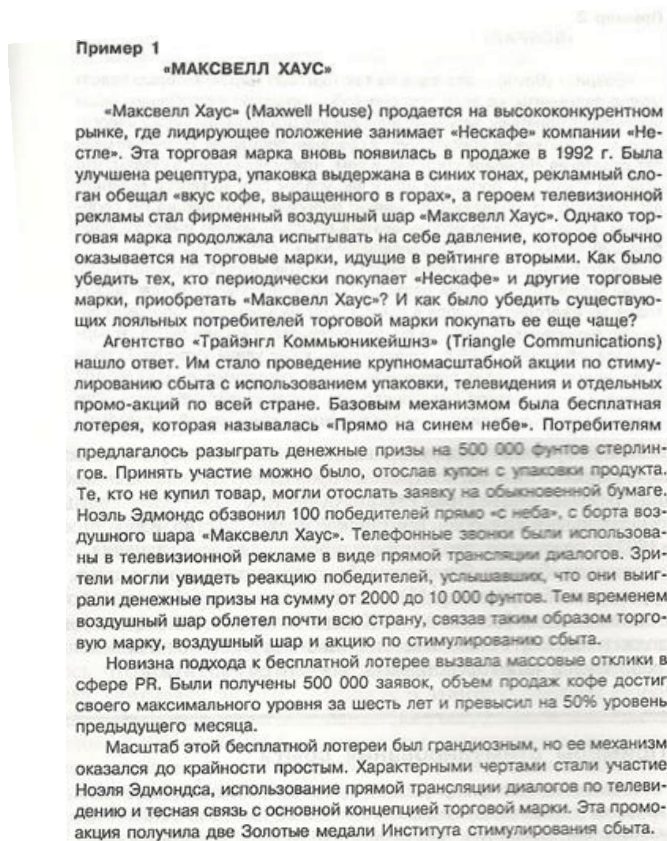 Пример 1
«МАКСВЕЛЛ ХАУС»
«Максвелл Хаус» (Maxwell House) продается на высококонкурентном
рынке, где лидирующее положение занимает «Нескафе» компании «Не-
стле». Эта торговая марка вновь появилась в продаже в 1992 г. Была
улучшена рецептура, упаковка выдержана в синих тонах, рекламный сло-
ган обещал «вкус кофе, выращенного в горах», а героем телевизионной
рекламы стал фирменный воздушный шар «Максвелл Хаус». Однако тор-
говая марка продолжала испытывать на себе давление, которое обычно
оказывается на торговые марки, идущие в рейтинге вторыми. Как было
убедить тех, кто периодически покупает «Нескафе» и другие торговые
марки, приобретать «Максвелл Хаус»? И как было убедить существую-
щих лояльных потребителей торговой марки покупать ее еще чаще?
Агентство «Трайэнгл Коммьюникейшнз» (Triangle Communications)
нашло ответ. Им стало проведение крупномасштабной акции по стиму-
лированию сбыта с использованием упаковки, телевидения и отдельных
промо-акций по всей стране. Базовым механизмом была бесплатная
лотерея, которая называлась «Прямо на синем небе». Потребителям
предлагалось разыграть денежные призы на 500 000 фунтов стерлин-
гов. Принять участие можно было, отослав купон с упаковки продукта.
Те, кто не купил товар, могли отослать заявку на обыкновенной бумаге.
Ноэль Эдмондс обзвонил 100 победителей прямо «с неба», с борта воз-
душного шара «Максвелл Хаус». Телефонные звонки были использова-
ны в телевизионной рекламе в виде прямой трансляции диалогов. Зри-
тели могли увидеть реакцию победителей, услышавших, что они выиг-
рали денежные призы на сумму от 2000 до 10 000 фунтов. Тем временем
воздушный шар облетел почти всю страну, связав таким образом торго-
вую марку, воздушный шар и акцию по стимулированию сбыта.
Новизна подхода к бесплатной лотерее вызвала массовые отклики в
сфере PR. Были получены 500 000 заявок, объем продаж кофе достиг
своего максимального уровня за шесть лет и превысил на 50% уровень
предыдущего месяца.
Масштаб этой бесплатной лотереи был грандиозным, но ее механизм
оказался до крайности простым. Характерными чертами стали участие
Ноэля Эдмондса, использование прямой трансляции диалогов по телеви-
дению и тесная связь с основной концепцией торговой марки. Эта промо-
акция получила две Золотые медали Института стимулирования сбыта.